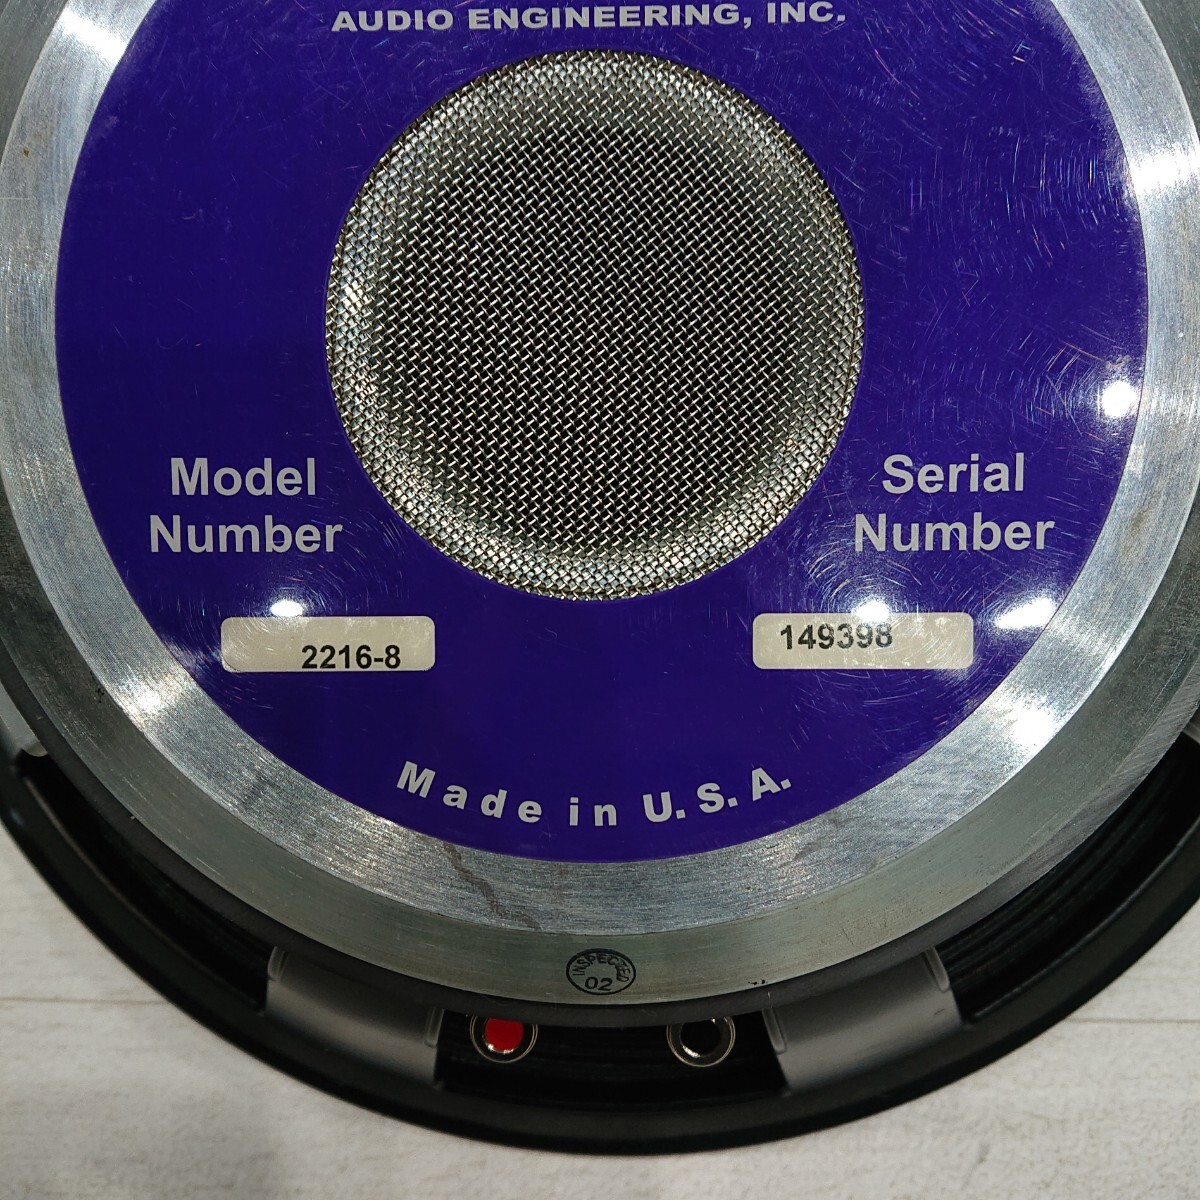 AUDIO ENGINEERING, INC.
Model
Number
Serial
Number
2216-8
149398
Made in U.S.A.
INSPECTED
02